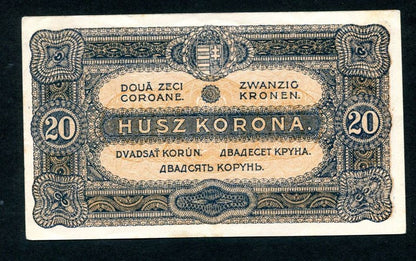 DOUĂ ZECI ZWANZIG
COROANE. KRONEN.
20 HUSZ KORONA. 20
DVADSAŤ KORÚN. ДВАДЕСЕТ КРУНА.
ДВАДСЯТЬ КОРУНЬ.